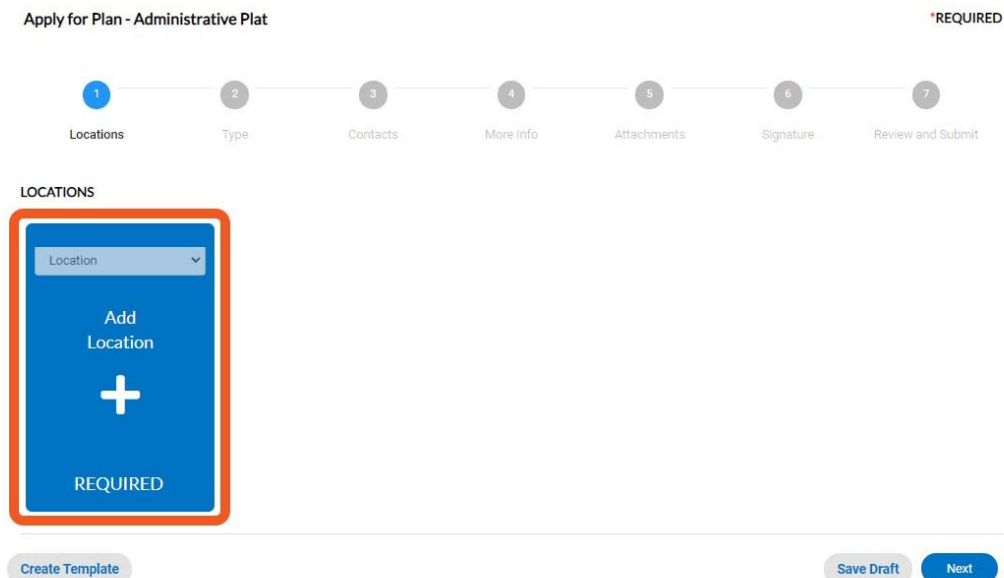 Apply for Plan - Administrative Plat
*REQUIRED
1 2 3 4 5 6 7
Locations Type Contacts More Info Attachments Signature Review and Submit
LOCATIONS
Location
Add
Location
REQUIRED
Create Template Save Draft Next